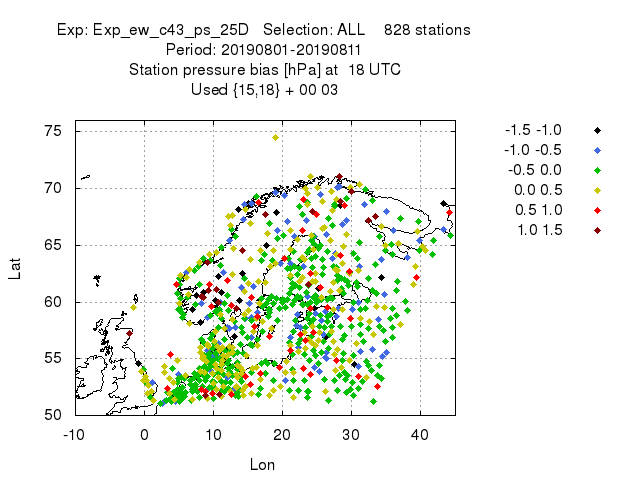 Exp: Exp_ew_c43_ps_25D Selection: ALL 828 stations
Period: 20190801-20190811
Station pressure bias [hPa] at 18 UTC
Used {15,18} + 00 03
-1.5 -1.0
-1.0 -0.5
-0.5 0.0
0.0 0.5
0.5 1.0
1.0 1.5
75
70
65
60
55
50
Lat
-10 0 10 20 30 40
Lon